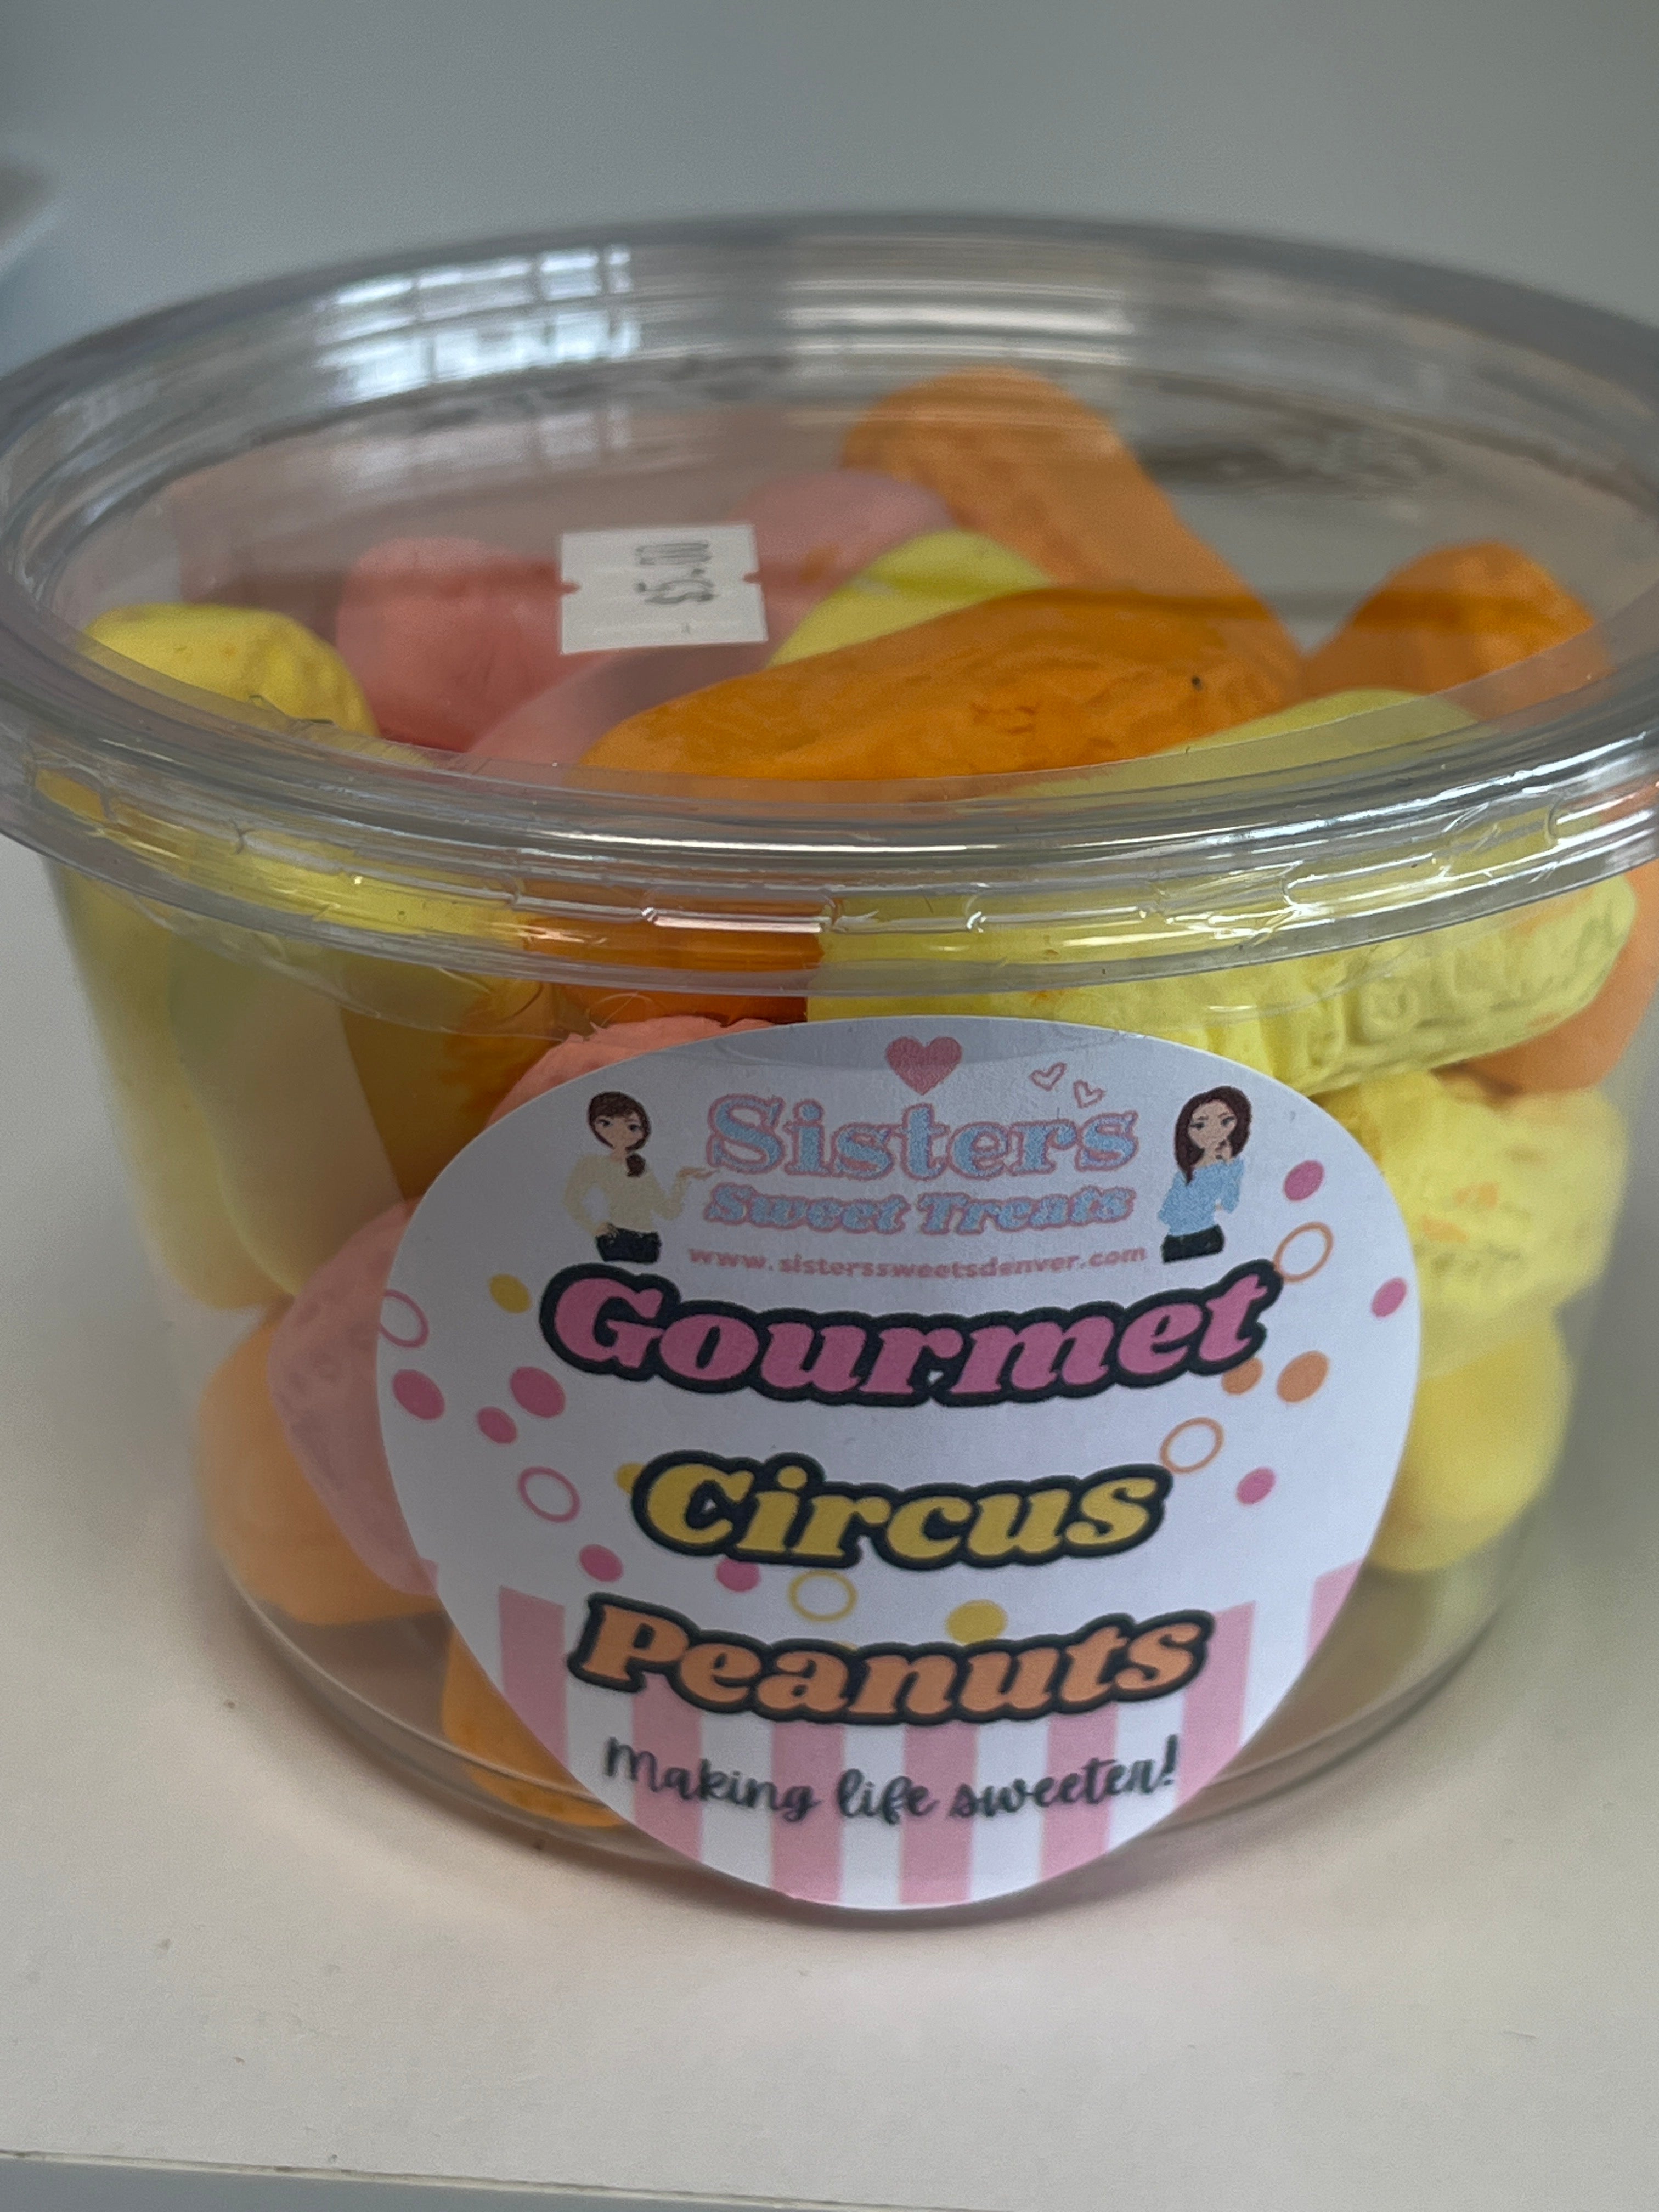 $5.00
Sisters
Sweet Treats
www.sisterssweetsdenver.com
Gourmet
Circus
Peanuts
Making life sweeter!